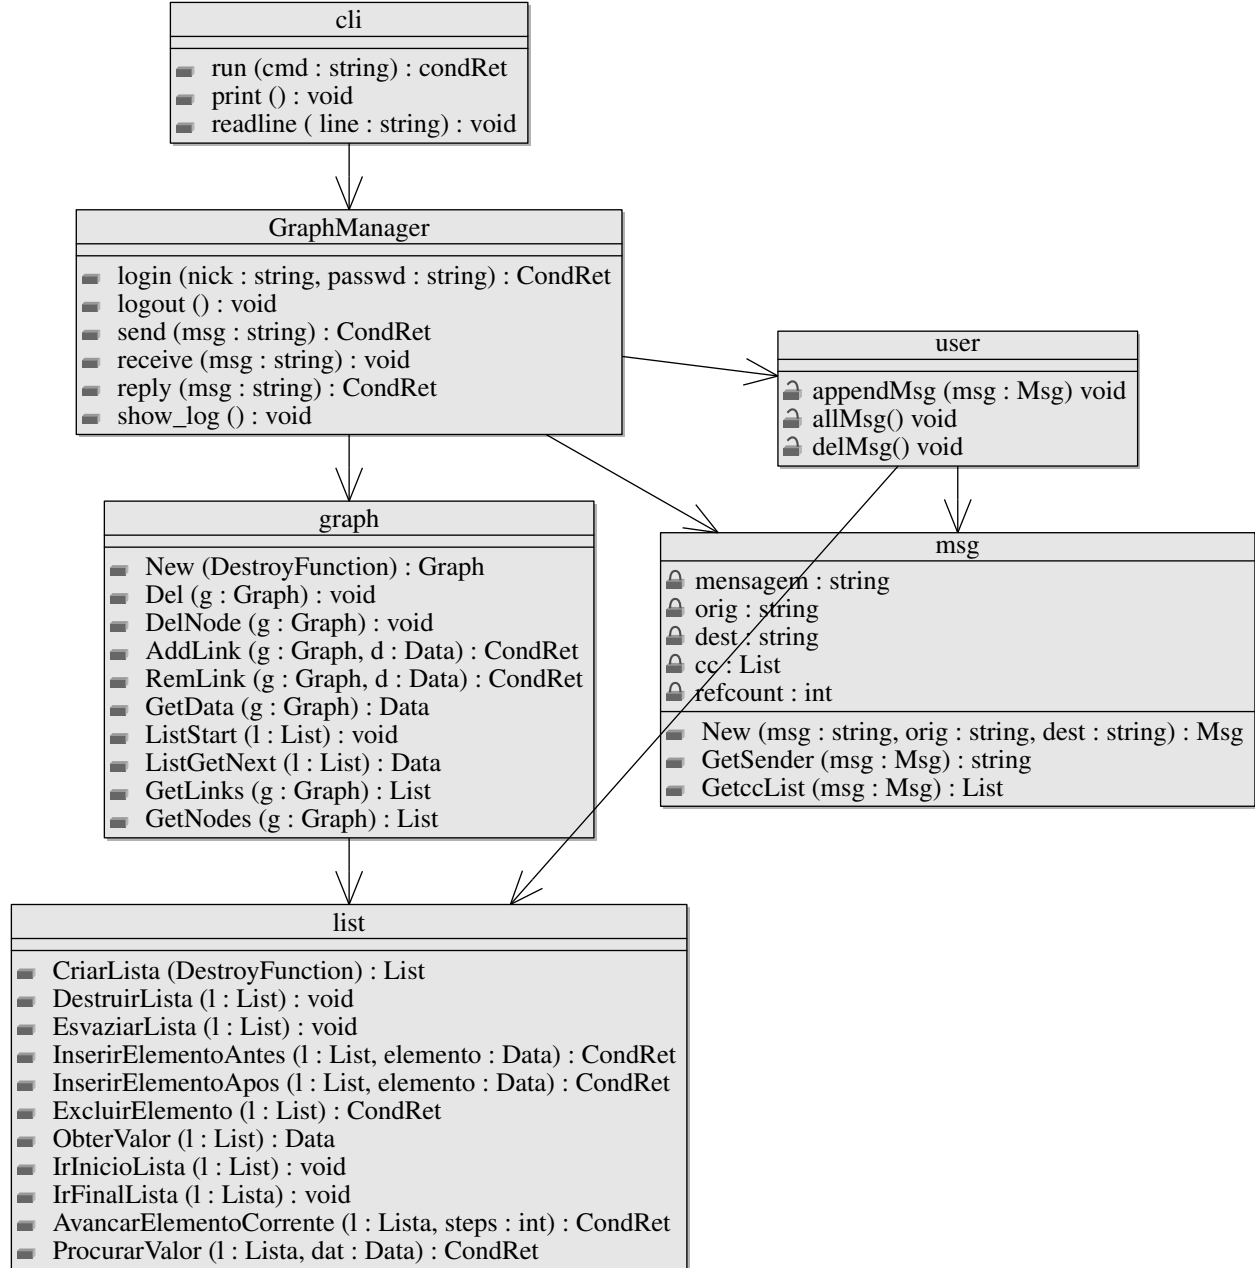 cli
run (cmd : string) : condRet
print () : void
readline ( line : string) : void
GraphManager
login (nick : string, passwd : string) : CondRet
logout () : void
send (msg : string) : CondRet
receive (msg : string) : void
reply (msg : string) : CondRet
show_log () : void
user
appendMsg (msg : Msg) void
allMsg() void
delMsg() void
graph
New (DestroyFunction) : Graph
Del (g : Graph) : void
DelNode (g : Graph) : void
AddLink (g : Graph, d : Data) : CondRet
RemLink (g : Graph, d : Data) : CondRet
GetData (g : Graph) : Data
ListStart (l : List) : void
ListGetNext (l : List) : Data
GetLinks (g : Graph) : List
GetNodes (g : Graph) : List
msg
mensagem : string
orig : string
dest : string
cc : List
refcount : int
New (msg : string, orig : string, dest : string) : Msg
GetSender (msg : Msg) : string
GetccList (msg : Msg) : List
list
CriarLista (DestroyFunction) : List
DestruirLista (l : List) : void
EsvaziarLista (l : List) : void
InserirElementoAntes (l : List, elemento : Data) : CondRet
InserirElementoApos (l : List, elemento : Data) : CondRet
ExcluirElemento (l : List) : CondRet
ObterValor (l : List) : Data
IrInicioLista (l : List) : void
IrFinalLista (l : Lista) : void
AvancarElementoCorrente (l : Lista, steps : int) : CondRet
ProcurarValor (l : Lista, dat : Data) : CondRet